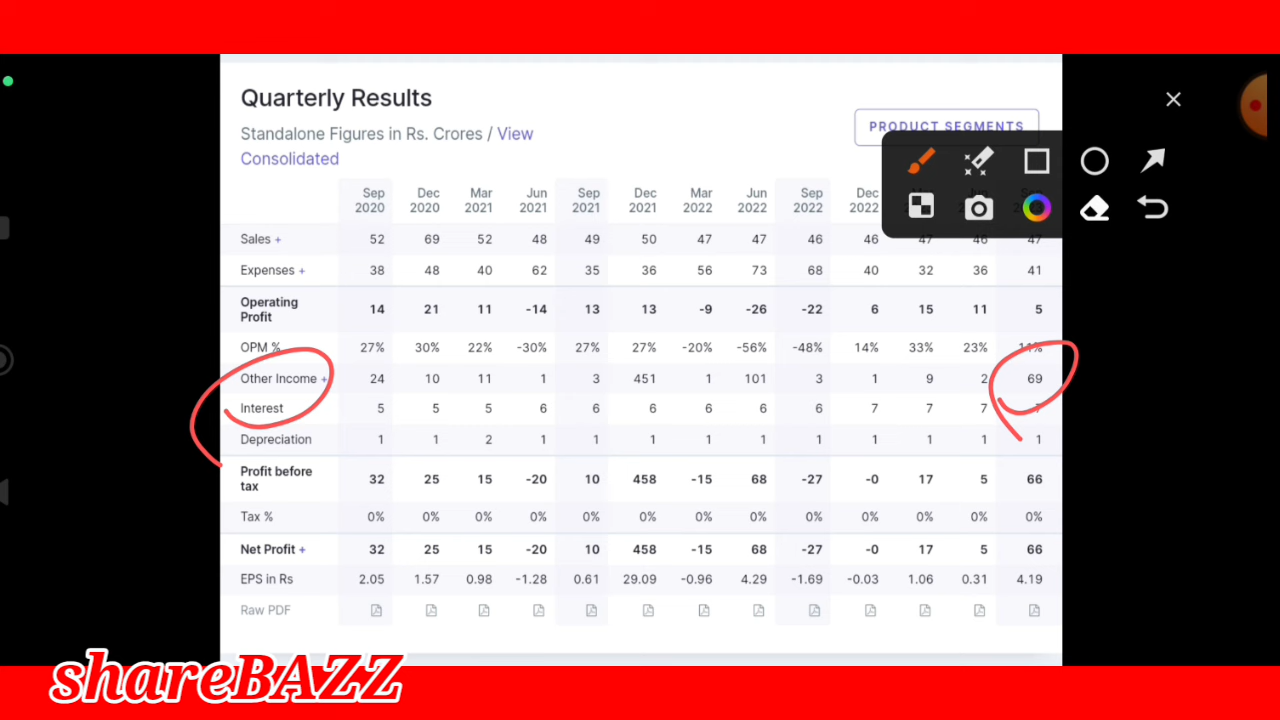 Quarterly Results
Standalone Figures in Rs. Crores / View
Consolidated
PRODUCT SEGMENTS
Sep 2020 Dec 2020 Mar 2021 Jun 2021 Sep 2021 Dec 2021 Mar 2022 Jun 2022 Sep 2022 Dec 2022
Sales + 52 69 52 48 49 50 47 47 46 46 47 46 47
Expenses + 38 48 40 62 35 36 56 73 68 40 32 36 41
Operating Profit 14 21 11 -14 13 13 -9 -26 -22 6 15 11 5
OPM % 27% 30% 22% -30% 27% 27% -20% -56% -48% 14% 33% 23% 11%
Other Income + 24 10 11 1 3 451 1 101 3 1 9 2 69
Interest 5 5 5 6 6 6 6 6 6 7 7 7 7
Depreciation 1 1 2 1 1 1 1 1 1 1 1 1 1
Profit before tax 32 25 15 -20 10 458 -15 68 -27 -0 17 5 66
Tax % 0% 0% 0% 0% 0% 0% 0% 0% 0% 0% 0% 0% 0%
Net Profit + 32 25 15 -20 10 458 -15 68 -27 -0 17 5 66
EPS in Rs 2.05 1.57 0.98 -1.28 0.61 29.09 -0.96 4.29 -1.69 -0.03 1.06 0.31 4.19
Raw PDF
shareBAZZ